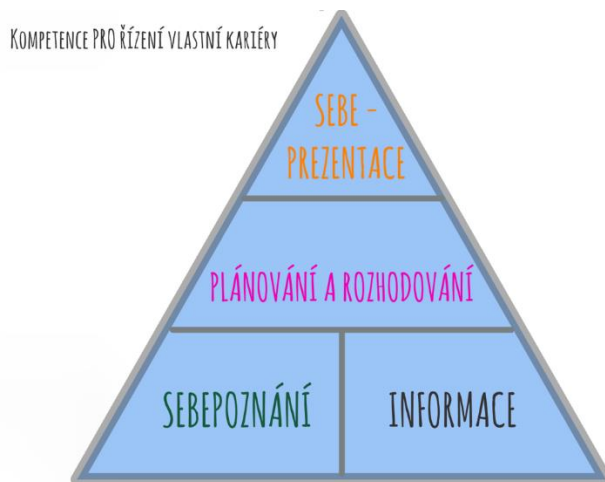 Kompetence PRO řízení vlastní kariéry
SEBE -
PREZENTACE
PLÁNOVÁNÍ A ROZHODOVÁNÍ
SEBEPOZNÁNÍ
INFORMACE